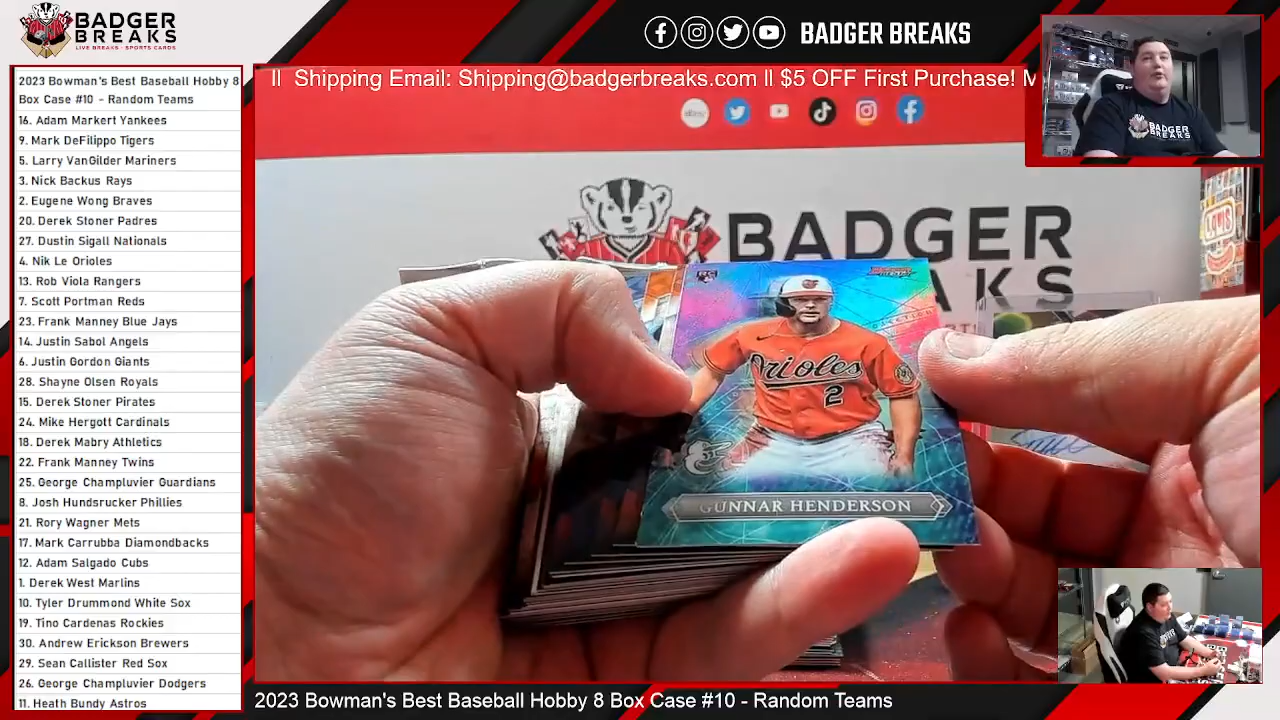 BADGER
BREAKS
LIVE BREAKS - SPORTS CARDS
BADGER BREAKS
ll Shipping Email: Shipping@badgerbreaks.com ll $5 OFF First Purchase! M
2023 Bowman's Best Baseball Hobby 8
Box Case #10 - Random Teams
16. Adam Markert Yankees
9. Mark DeFilippo Tigers
5. Larry VanGilder Mariners
3. Nick Backus Rays
2. Eugene Wong Braves
20. Derek Stoner Padres
27. Dustin Sigall Nationals
4. Nik Le Orioles
13. Rob Viola Rangers
7. Scott Portman Reds
23. Frank Manney Blue Jays
14. Justin Sabol Angels
6. Justin Gordon Giants
28. Shayne Olsen Royals
15. Derek Stoner Pirates
24. Mike Hergott Cardinals
18. Derek Mabry Athletics
22. Frank Manney Twins
25. George Champluvier Guardians
8. Josh Hundsrucker Phillies
21. Rory Wagner Mets
17. Mark Carrubba Diamondbacks
12. Adam Salgado Cubs
1. Derek West Marlins
10. Tyler Drummond White Sox
19. Tino Cardenas Rockies
30. Andrew Erickson Brewers
29. Sean Callister Red Sox
26. George Champluvier Dodgers
11. Heath Bundy Astros
BADGER
BREAKS
BADGER
BREAKS
RC
Orioles
2
GUNNAR HENDERSON
2023 Bowman's Best Baseball Hobby 8 Box Case #10 - Random Teams